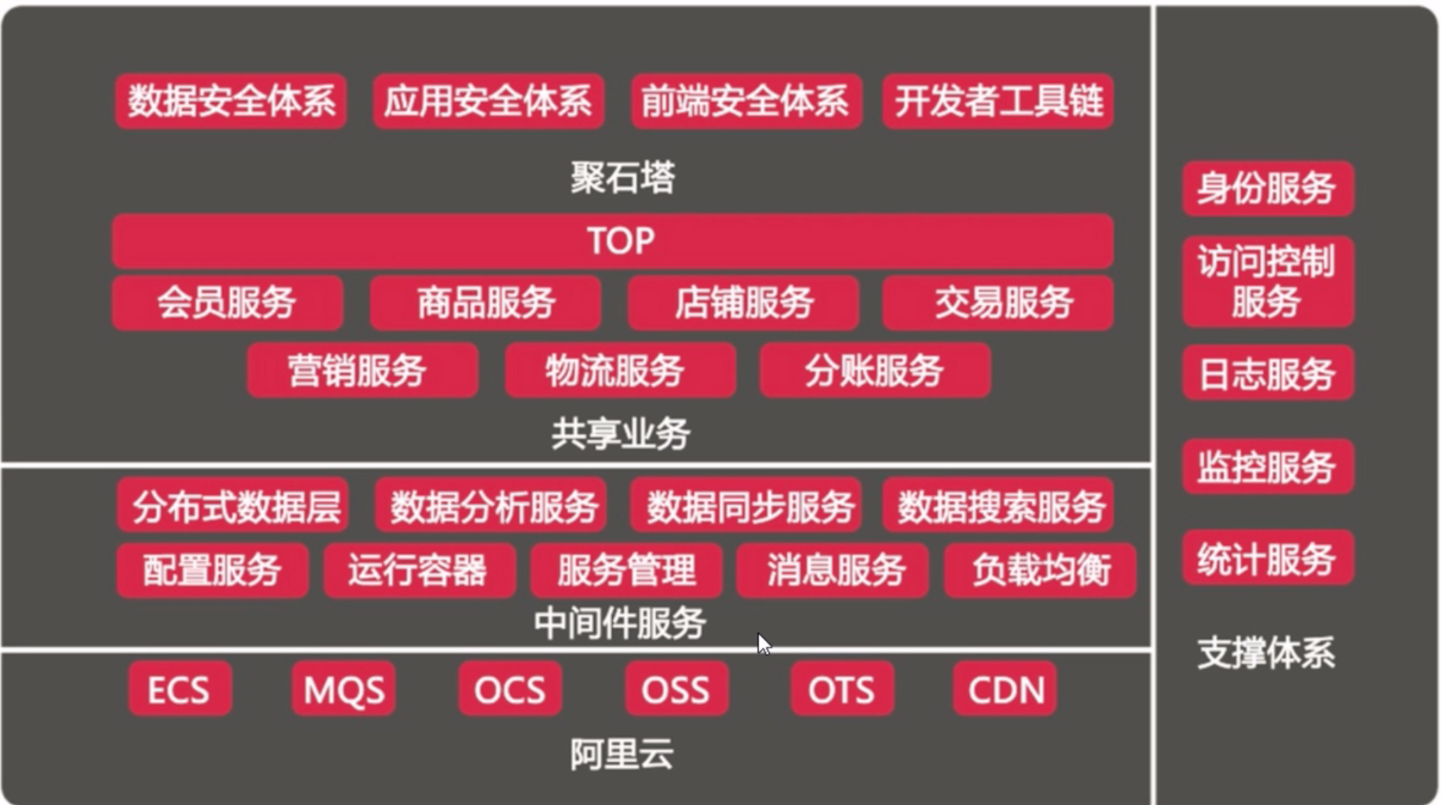 数据安全体系 应用安全体系 前端安全体系 开发者工具链
聚石塔
TOP
会员服务 商品服务 店铺服务 交易服务
营销服务 物流服务 分账服务
共享业务
分布式数据层 数据分析服务 数据同步服务 数据搜索服务
配置服务 运行容器 服务管理 消息服务 负载均衡
中间件服务
ECS MQS OCS OSS OTS CDN
阿里云
身份服务
访问控制
服务
日志服务
监控服务
统计服务
支撑体系